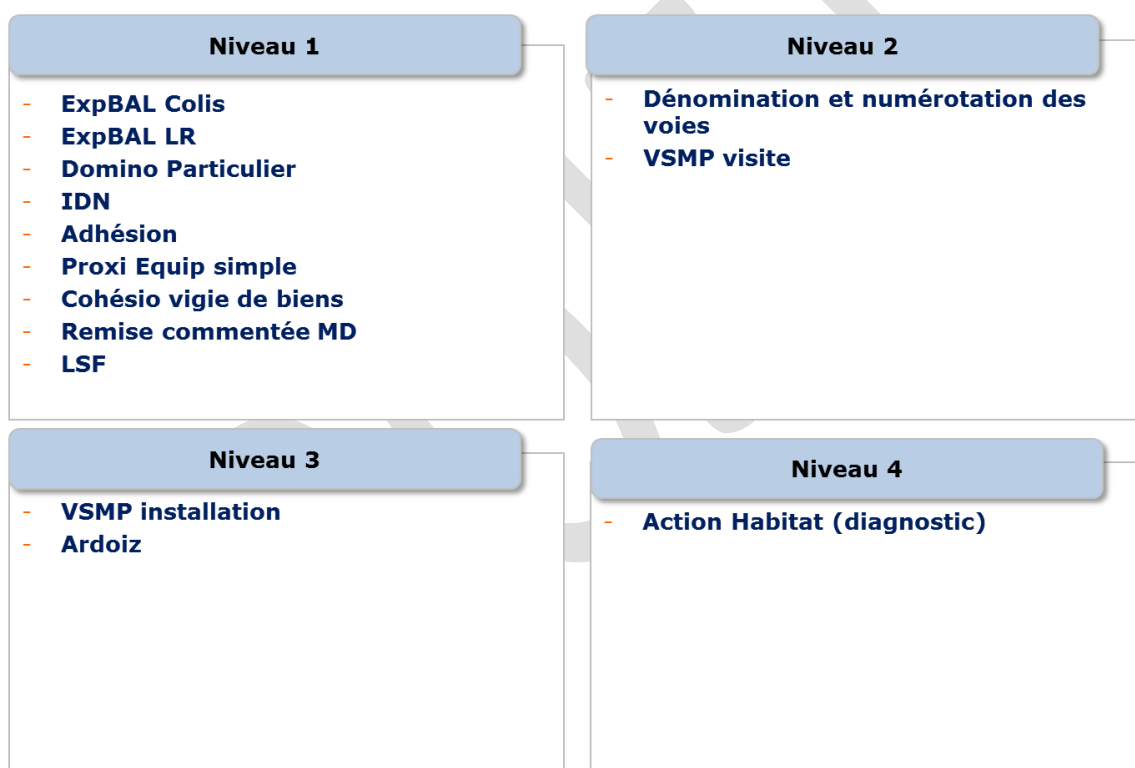 Niveau 1
- ExpBAL Colis
- ExpBAL LR
- Domino Particulier
- IDN
- Adhésion
- Proxi Equip simple
- Cohésio vigie de biens
- Remise commentée MD
- LSF
Niveau 2
- Dénomination et numérotation des
voies
- VSMP visite
Niveau 3
- VSMP installation
- Ardoiz
Niveau 4
- Action Habitat (diagnostic)